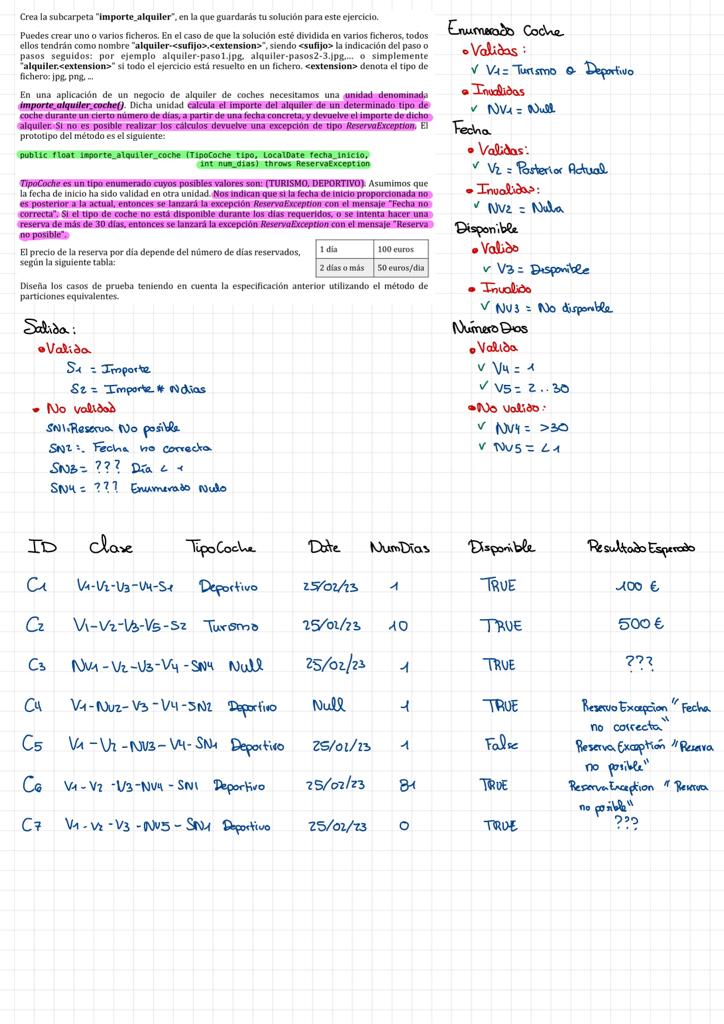 Crea la subcarpeta "importe_alquiler", en la que guardarás tu solución para este ejercicio.
Puedes crear uno o varios ficheros. En el caso de que la solución esté dividida en varios ficheros, todos
ellos tendrán como nombre "alquiler-<sufijo>.<extension>", siendo <sufijo> la indicación del paso o
pasos seguidos: por ejemplo alquiler-paso1.jpg, alquiler-pasos2-3.jpg,... o simplemente
"alquiler.<extension>" si todo el ejercicio está resuelto en un fichero. <extension> denota el tipo de
fichero: jpg, png, ...
En una aplicación de un negocio de alquiler de coches necesitamos una unidad denominada
importe_alquiler_coche(). Dicha unidad calcula el importe del alquiler de un determinado tipo de
coche durante un cierto número de días, a partir de una fecha concreta, y devuelve el importe de dicho
alquiler. Si no es posible realizar los cálculos devuelve una excepción de tipo ReservaException. El
prototipo del método es el siguiente:
public float importe_alquiler_coche (TipoCoche tipo, LocalDate fecha_inicio,
int num_dias) throws ReservaException
TipoCoche es un tipo enumerado cuyos posibles valores son: (TURISMO, DEPORTIVO). Asumimos que
la fecha de inicio ha sido validad en otra unidad. Nos indican que si la fecha de inicio proporcionada no
es posterior a la actual, entonces se lanzará la excepción ReservaException con el mensaje "Fecha no
correcta". Si el tipo de coche no está disponible durante los días requeridos, o se intenta hacer una
reserva de más de 30 días, entonces se lanzará la excepción ReservaException con el mensaje "Reserva
no posible".
El precio de la reserva por día depende del número de días reservados,
según la siguiente tabla:
1 día 100 euros
2 días o más 50 euros/día
Diseña los casos de prueba teniendo en cuenta la especificación anterior utilizando el método de
particiones equivalentes.
Enumerado Coche
• Validas:
✓ V1 = Turismo o Deportivo
• Invalidas
✓ NV1 = Null
Fecha
• Validas:
✓ V2 = Posterior Actual
• Invalidas:
✓ NV2 = Nula
Disponible
• Valido
✓ V3 = Disponible
• Invalido
✓ NV3 = No disponible
Número Dias
• Valida
✓ V4 = 1
✓ V5 = 2..30
• No valido:
✓ NV4 = >30
✓ NV5 = <1
Salida:
• Valida
S1 = Importe
S2 = Importe * Ndias
• No validad
SN1: Reserva No posible
SN2:. Fecha no correcta
SN3 = ??? Día < 1
SN4 = ??? Enumerado Nulo
ID clase TipoCoche Date NumDías Disponible Resultado Esperado
C1 V1-V2-V3-V4-S1 Deportivo 25/02/23 1 TRUE 100 €
C2 V1-V2-V3-V5-S2 Turismo 25/02/23 10 TRUE 500 €
C3 NV1-V2-V3-V4-SN4 Null 25/02/23 1 TRUE ???
C4 V1-NV2-V3-V4-SN2 Deportivo Null 1 TRUE Reserva Excepcion "Fecha
no correcta"
C5 V1-V2-NV3-V4-SN1 Deportivo 25/02/23 1 False Reserva Exception "Reserva
no posible"
C6 V1-V2-V3-NV4-SN1 Deportivo 25/02/23 81 TRUE Reserva Exception "Reserva
no posible"
C7 V1-V2-V3-NV5-SN1 Deportivo 25/02/23 0 TRUE ???